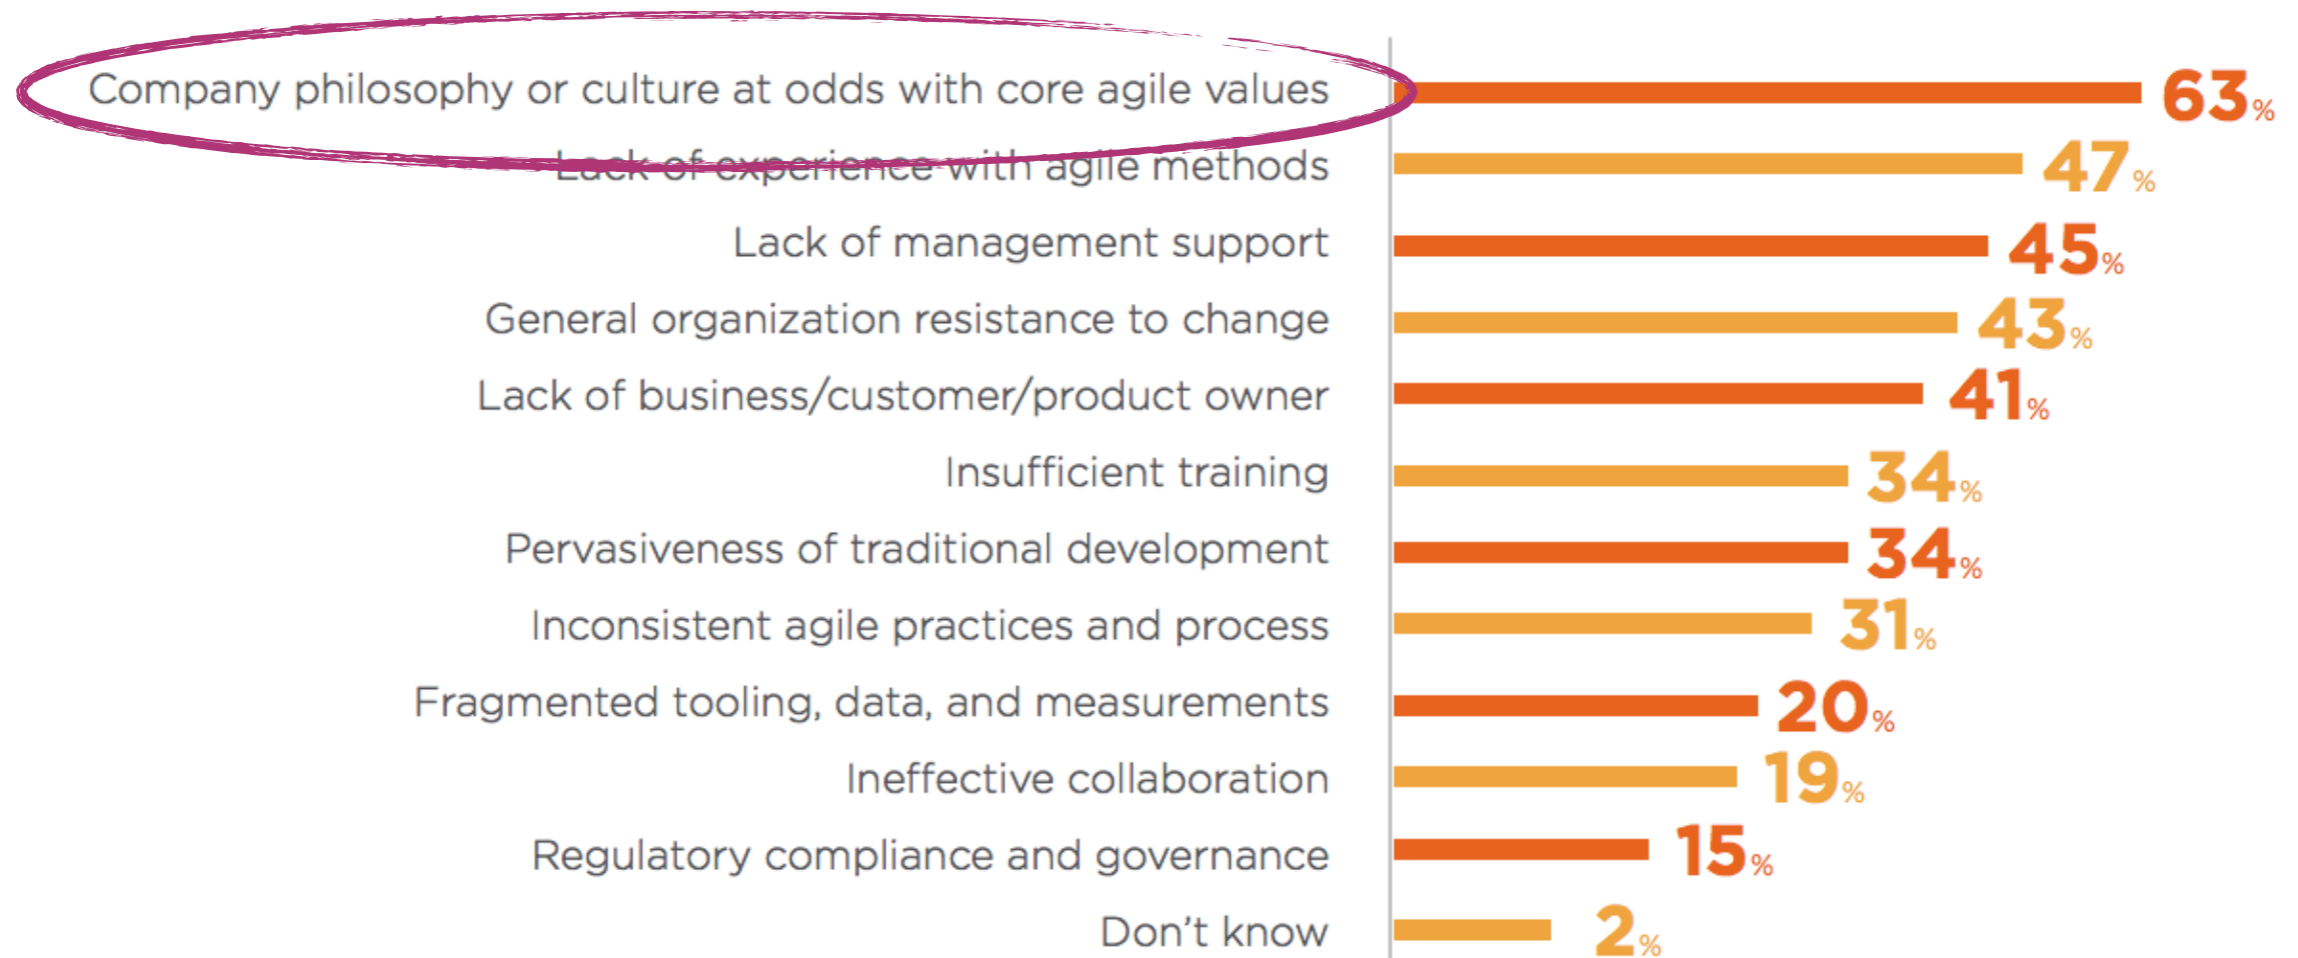 Company philosophy or culture at odds with core agile values 63%
Lack of experience with agile methods 47%
Lack of management support 45%
General organization resistance to change 43%
Lack of business/customer/product owner 41%
Insufficient training 34%
Pervasiveness of traditional development 34%
Inconsistent agile practices and process 31%
Fragmented tooling, data, and measurements 20%
Ineffective collaboration 19%
Regulatory compliance and governance 15%
Don’t know 2%